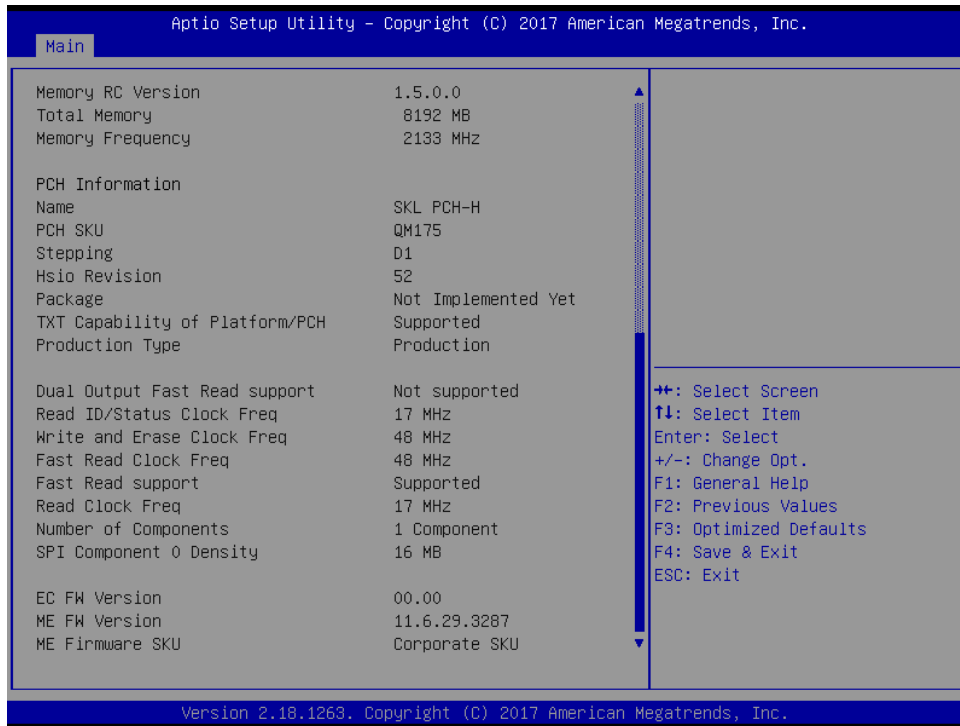 Aptio Setup Utility – Copyright (C) 2017 American Megatrends, Inc.
Main
Memory RC Version 1.5.0.0
Total Memory 8192 MB
Memory Frequency 2133 MHz
PCH Information
Name SKL PCH-H
PCH SKU QM175
Stepping D1
Hsio Revision 52
Package Not Implemented Yet
TXT Capability of Platform/PCH Supported
Production Type Production
Dual Output Fast Read support Not supported
Read ID/Status Clock Freq 17 MHz
Write and Erase Clock Freq 48 MHz
Fast Read Clock Freq 48 MHz
Fast Read support Supported
Read Clock Freq 17 MHz
Number of Components 1 Component
SPI Component 0 Density 16 MB
EC FW Version 00.00
ME FW Version 11.6.29.3287
ME Firmware SKU Corporate SKU
→←: Select Screen
↑↓: Select Item
Enter: Select
+/-: Change Opt.
F1: General Help
F2: Previous Values
F3: Optimized Defaults
F4: Save & Exit
ESC: Exit
Version 2.18.1263. Copyright (C) 2017 American Megatrends, Inc.